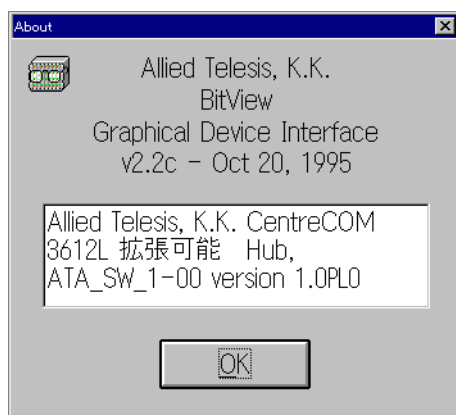 About
Allied Telesis, K.K.
BitView
Graphical Device Interface
v2.2c - Oct 20, 1995
Allied Telesis, K.K. CentreCOM
3612L 拡張可能　Hub,
ATA_SW_1-00 version 1.0PL0
OK